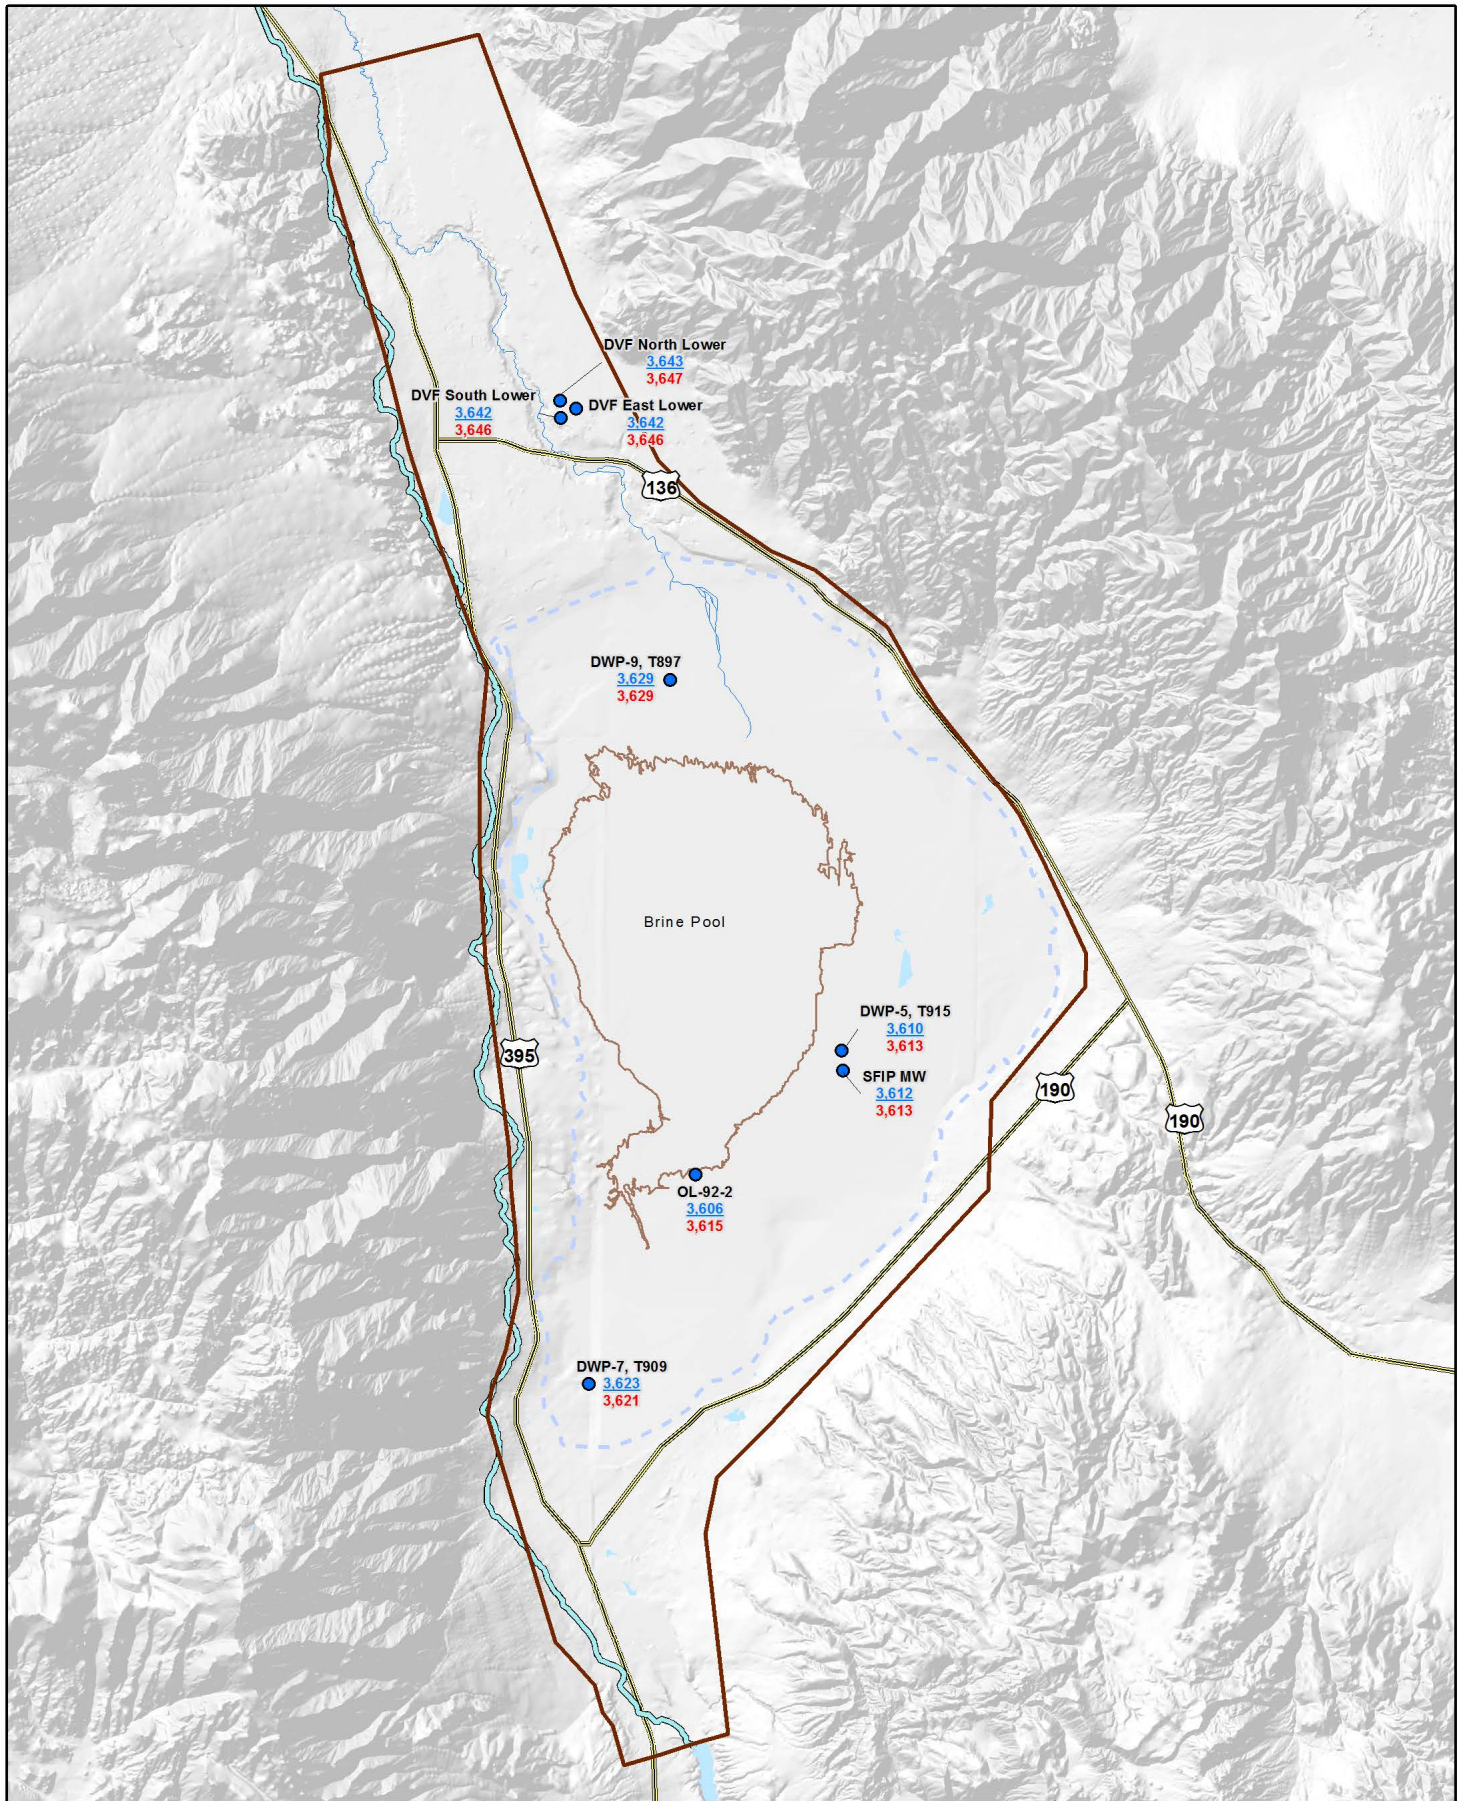 DVF North Lower
3,643
3,647
DVF South Lower
3,642
3,646
DVF East Lower
3,642
3,646
136
DWP-9, T897
3,629
3,629
Brine Pool
DWP-5, T915
3,610
3,613
395
SFIP MW
3,612
3,613
190
190
OL-92-2
3,606
3,615
DWP-7, T909
3,623
3,621